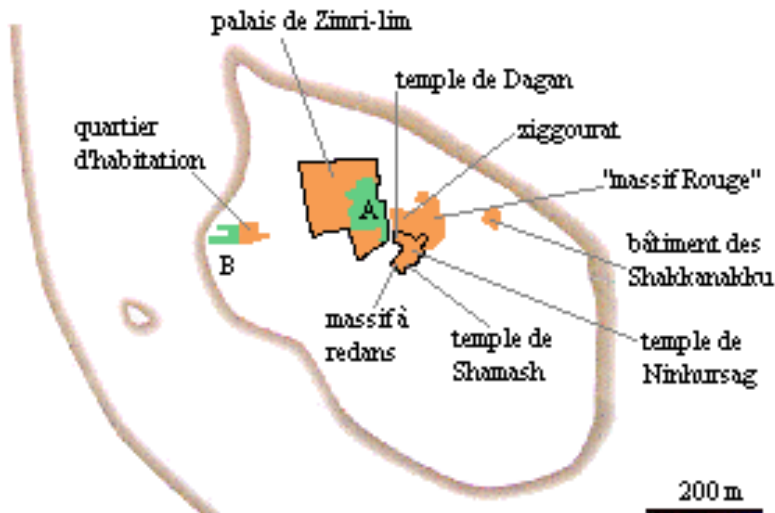 palais de Zimri-lim
temple de Dagan
ziggourat
quartier
d'habitation
"massif Rouge"
A
bâtiment des
Shakkanakku
B
massif à
redans
temple de
Shamash
temple de
Ninhursag
200 m